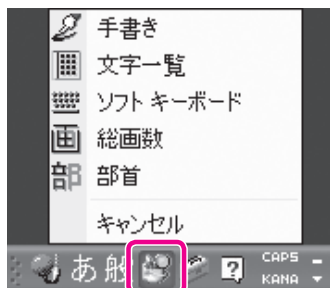 手書き
文字一覧
ソフト キーボード
総画数
部首
キャンセル
あ 般 ? CAPS
KANA